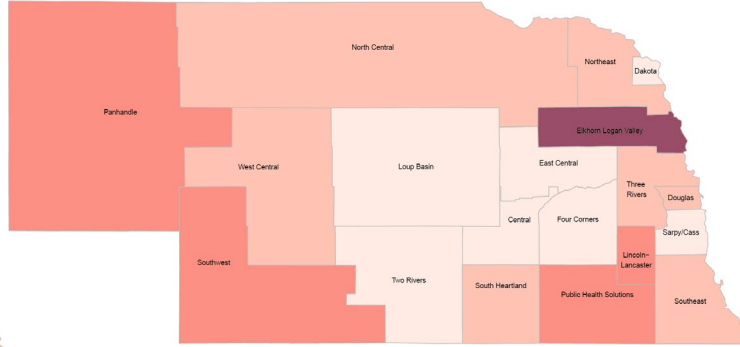 North Central
Northeast
Dakota
Panhandle
Elkhorn Logan Valley
West Central
Loup Basin
East Central
Three
Rivers
Douglas
Central
Four Corners
Sarpy/Cass
Southwest
Lincoln-
Lancaster
Two Rivers
South Heartland
Public Health Solutions
Southeast